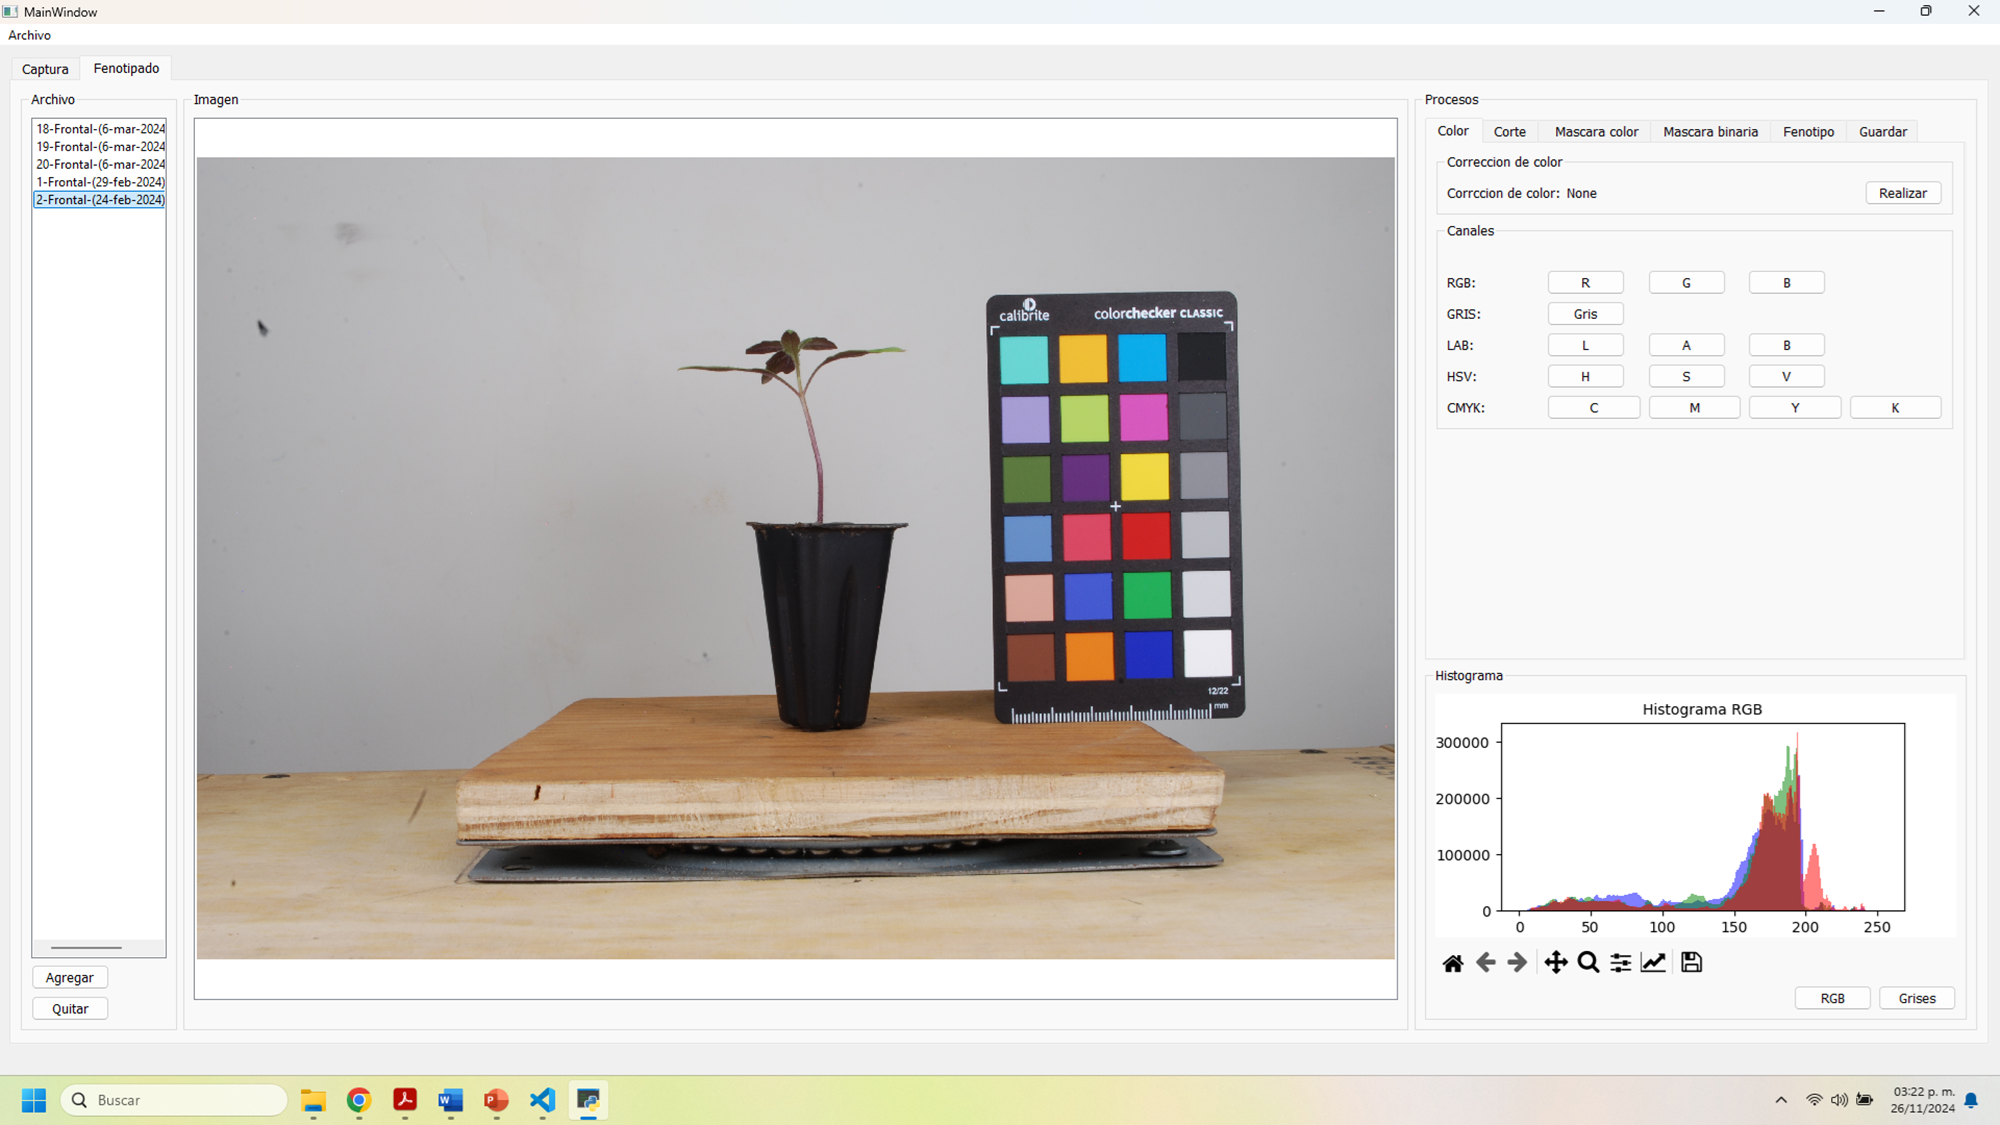 MainWindow
Archivo
Captura
Fenotipado
Archivo
18-Frontal-(6-mar-2024
19-Frontal-(6-mar-2024
20-Frontal-(6-mar-2024
1-Frontal-(29-feb-2024)
2-Frontal-(24-feb-2024)
Agregar
Quitar
Imagen
calibrite
colorchecker CLASSIC
12/22
mm
Procesos
Color
Corte
Mascara color
Mascara binaria
Fenotipo
Guardar
Correccion de color
Corrccion de color: None
Realizar
Canales
RGB: R G B
GRIS: Gris
LAB: L A B
HSV: H S V
CMYK: C M Y K
Histograma
Histograma RGB
300000
200000
100000
0
0 50 100 150 200 250
RGB
Grises
Buscar
03:22 p. m.
26/11/2024